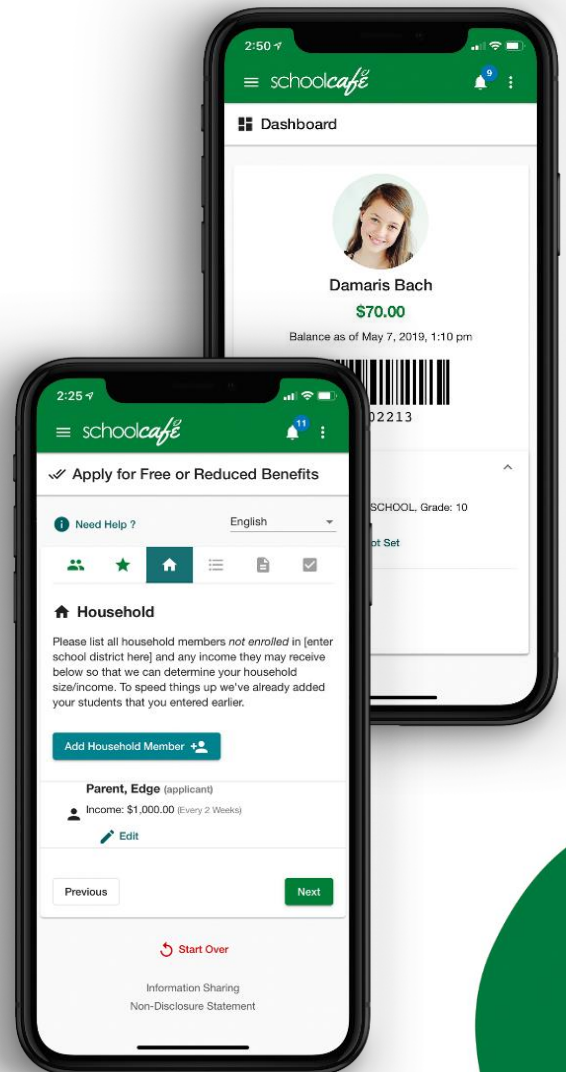 2:50
schoolcafé
9
Dashboard
Damaris Bach
$70.00
Balance as of May 7, 2019, 1:10 pm
02213
SCHOOL, Grade: 10
ot Set
2:25
schoolcafé
11
Apply for Free or Reduced Benefits
Need Help ?
English
Household
Please list all household members not enrolled in [enter
school district here] and any income they may receive
below so that we can determine your household
size/income. To speed things up we've already added
your students that you entered earlier.
Add Household Member
Parent, Edge (applicant)
Income: $1,000.00 (Every 2 Weeks)
Edit
Previous
Next
Start Over
Information Sharing
Non-Disclosure Statement